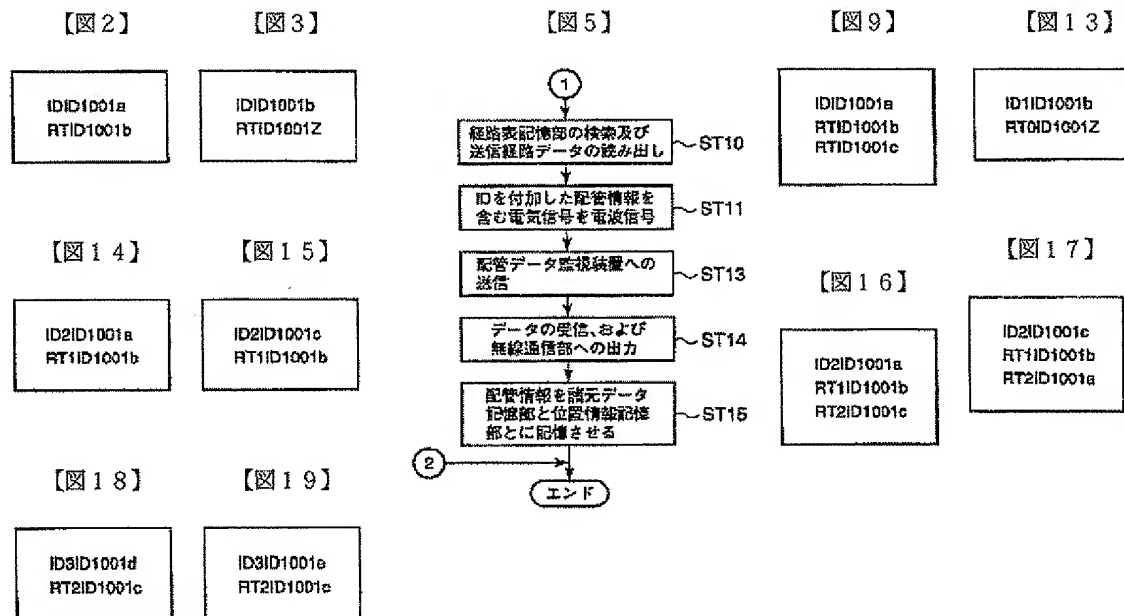 【図2】
IDID1001a
RTID1001b
【図3】
IDID1001b
RTID1001Z
【図5】
1
経路表記憶部の検索及び
送信経路データの読み出し
ST10
IDを付加した配管情報を
含む電気信号を電波信号
ST11
配管データ監視装置への
送信
ST13
データの受信、および
無線通信部への出力
ST14
配管情報を諸元データ
記憶部と位置情報記憶
部とに記憶させる
ST15
2
エンド
【図9】
IDID1001a
RTID1001b
RTID1001c
【図13】
ID1ID1001b
RT0ID1001Z
【図14】
ID2ID1001a
RT1ID1001b
【図15】
ID2ID1001c
RT1ID1001b
【図16】
ID2ID1001a
RT1ID1001b
RT2ID1001c
【図17】
ID2ID1001c
RT1ID1001b
RT2ID1001a
【図18】
ID3ID1001d
RT2ID1001c
【図19】
ID3ID1001e
RT2ID1001c